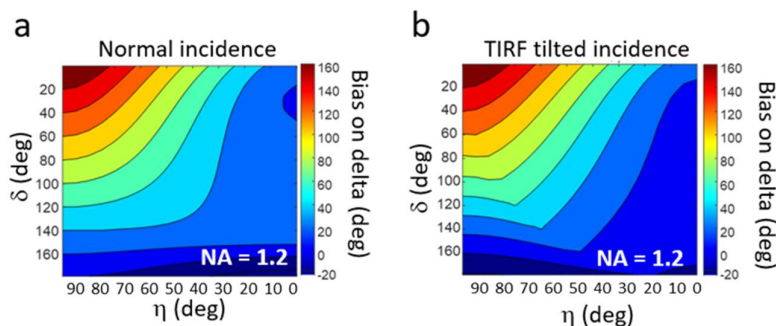 a
Normal incidence
20
40
60
80
100
120
140
160
δ (deg)
90 80 70 60 50 40 30 20 10 0
η (deg)
NA = 1.2
160
140
120
100
80
60
40
20
0
-20
Bias on delta (deg)
b
TIRF tilted incidence
20
40
60
80
100
120
140
160
δ (deg)
90 80 70 60 50 40 30 20 10 0
η (deg)
NA = 1.2
160
140
120
100
80
60
40
20
0
-20
Bias on delta (deg)